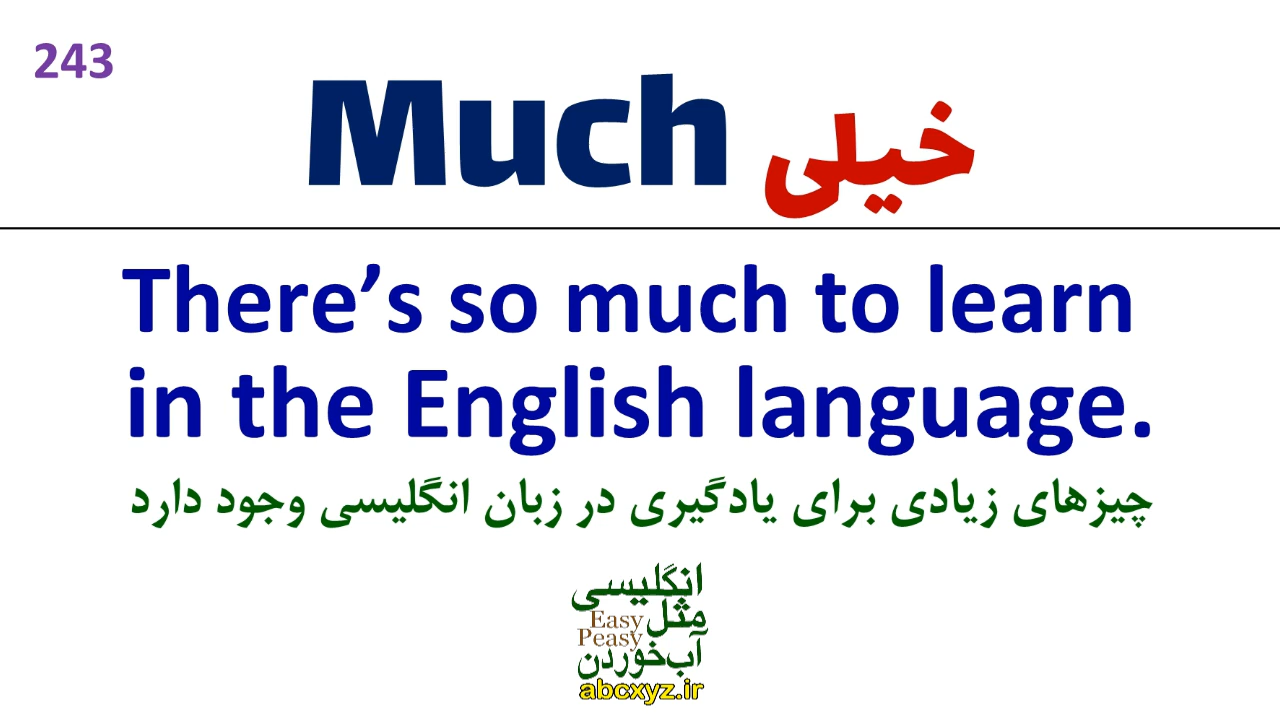 243
Much خیلی
There’s so much to learn
in the English language.
چیزهای زیادی برای یادگیری در زبان انگلیسی وجود دارد
انگلیسی
مثل Easy
Peasy
آب‌خوردن
abcxyz.ir